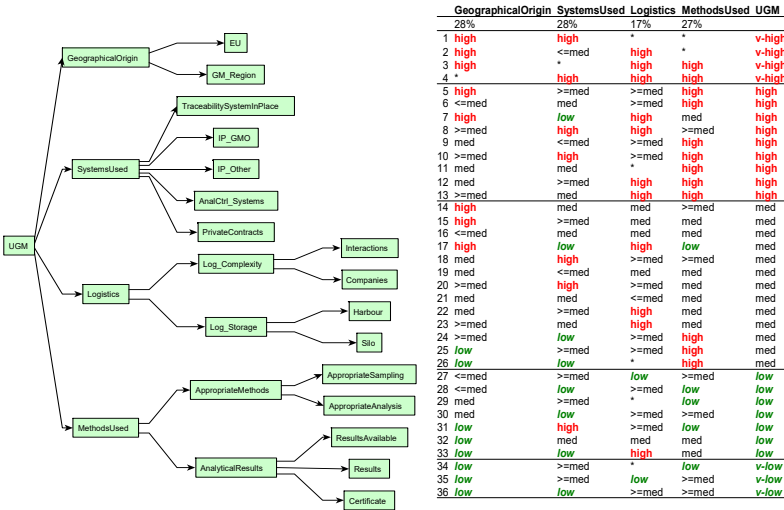 UGM
GeographicalOrigin
EU
GM_Region
SystemsUsed
TraceabilitySystemInPlace
IP_GMO
IP_Other
AnalCtrl_Systems
PrivateContracts
Logistics
Log_Complexity
Interactions
Companies
Log_Storage
Harbour
Silo
MethodsUsed
AppropriateMethods
AppropriateSampling
AppropriateAnalysis
AnalyticalResults
ResultsAvailable
Results
Certificate
GeographicalOrigin SystemsUsed Logistics MethodsUsed UGM
28% 28% 17% 27%
1 high high * * v-high
2 high <=med high * v-high
3 high * high high v-high
4 * high high high v-high
5 high >=med >=med high high
6 <=med med >=med high high
7 high low high med high
8 >=med high high >=med high
9 med <=med >=med high high
10 >=med high >=med high high
11 med med * high high
12 med >=med high high high
13 >=med med high high high
14 high med med >=med med
15 high >=med med med med
16 <=med med med med med
17 high low high low med
18 med high >=med >=med med
19 med <=med med med med
20 >=med high >=med med med
21 med med <=med med med
22 med >=med high med med
23 >=med med high med med
24 >=med low >=med high med
25 low >=med >=med high med
26 low low * high med
27 <=med >=med low >=med low
28 <=med low >=med low low
29 med >=med * low low
30 med low >=med >=med low
31 low high >=med low low
32 low med med med low
33 low low high med low
34 low >=med * low v-low
35 low >=med low >=med v-low
36 low low >=med >=med v-low